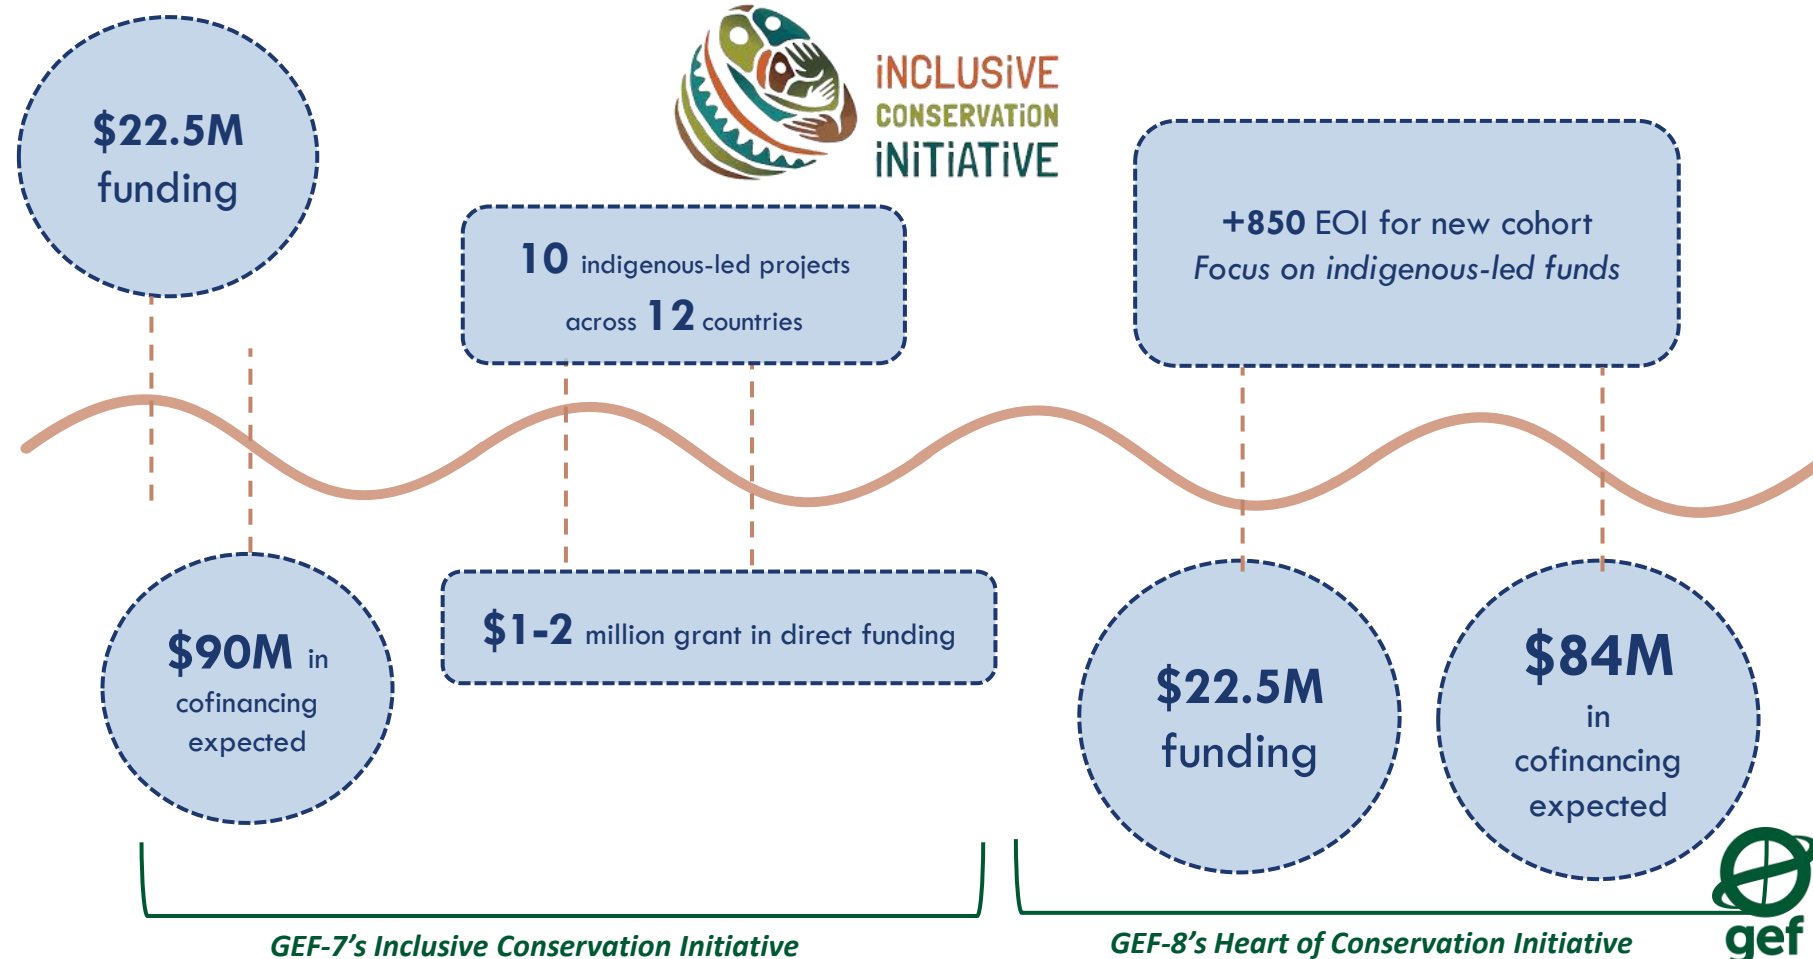 $22.5M
funding
iNCLUSiVE
CONSERVATiON
iNiTiATiVE
10 indigenous-led projects
across 12 countries
+850 EOI for new cohort
Focus on indigenous-led funds
$90M in
cofinancing
expected
$1-2 million grant in direct funding
$22.5M
funding
$84M
in
cofinancing
expected
GEF-7’s Inclusive Conservation Initiative
GEF-8’s Heart of Conservation Initiative
gef